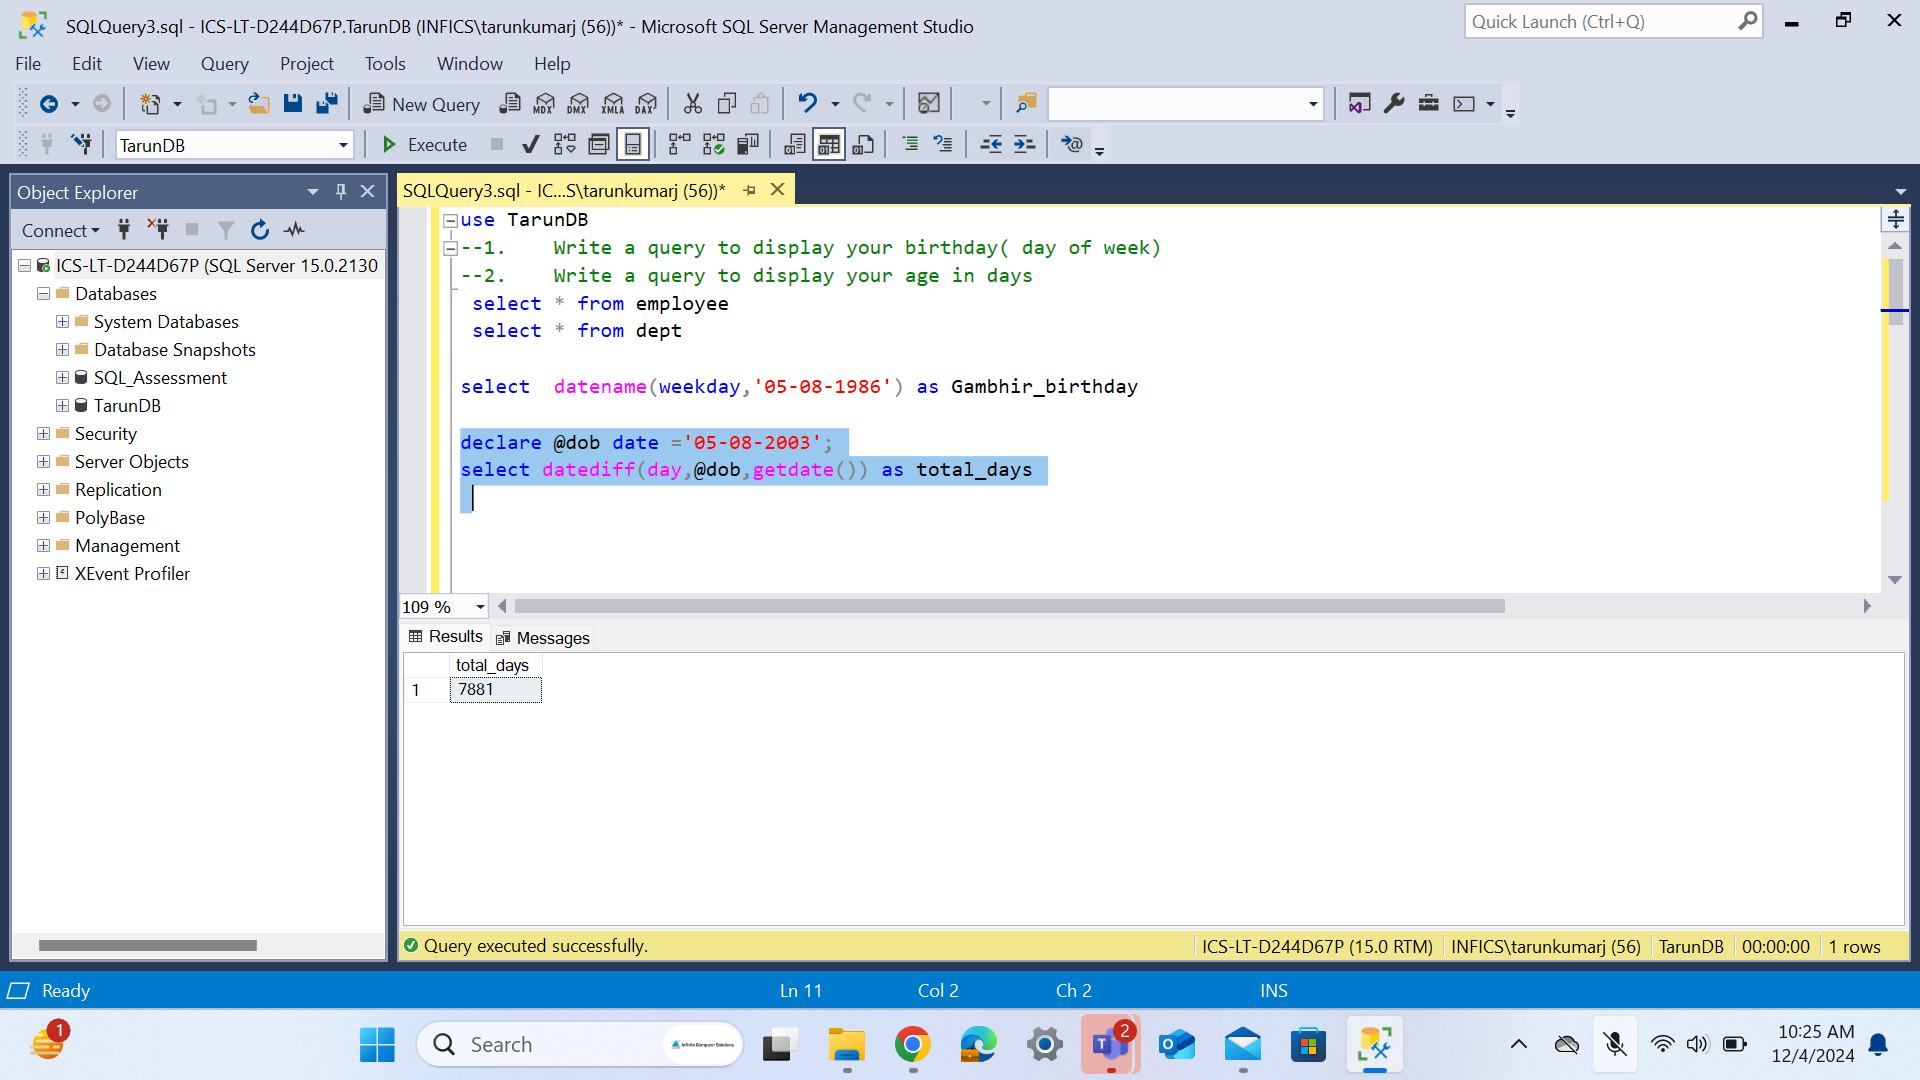 SQLQuery3.sql - ICS-LT-D244D67P.TarunDB (INFICS\tarunkumarj (56))* - Microsoft SQL Server Management Studio
Quick Launch (Ctrl+Q)
File Edit View Query Project Tools Window Help
New Query MDX DMX XMLA DAX
TarunDB Execute
Object Explorer
SQLQuery3.sql - IC...S\tarunkumarj (56))*
Connect
ICS-LT-D244D67P (SQL Server 15.0.2130
Databases
System Databases
Database Snapshots
SQL_Assessment
TarunDB
Security
Server Objects
Replication
PolyBase
Management
XEvent Profiler
use TarunDB
--1. Write a query to display your birthday( day of week)
--2. Write a query to display your age in days
select * from employee
select * from dept
select datename(weekday,'05-08-1986') as Gambhir_birthday
declare @dob date ='05-08-2003';
select datediff(day,@dob,getdate()) as total_days
109 %
Results Messages
total_days
1 7881
Query executed successfully.
ICS-LT-D244D67P (15.0 RTM) INFICS\tarunkumarj (56) TarunDB 00:00:00 1 rows
Ready Ln 11 Col 2 Ch 2 INS
1
Search
Infinite Computer Solutions
2
10:25 AM
12/4/2024